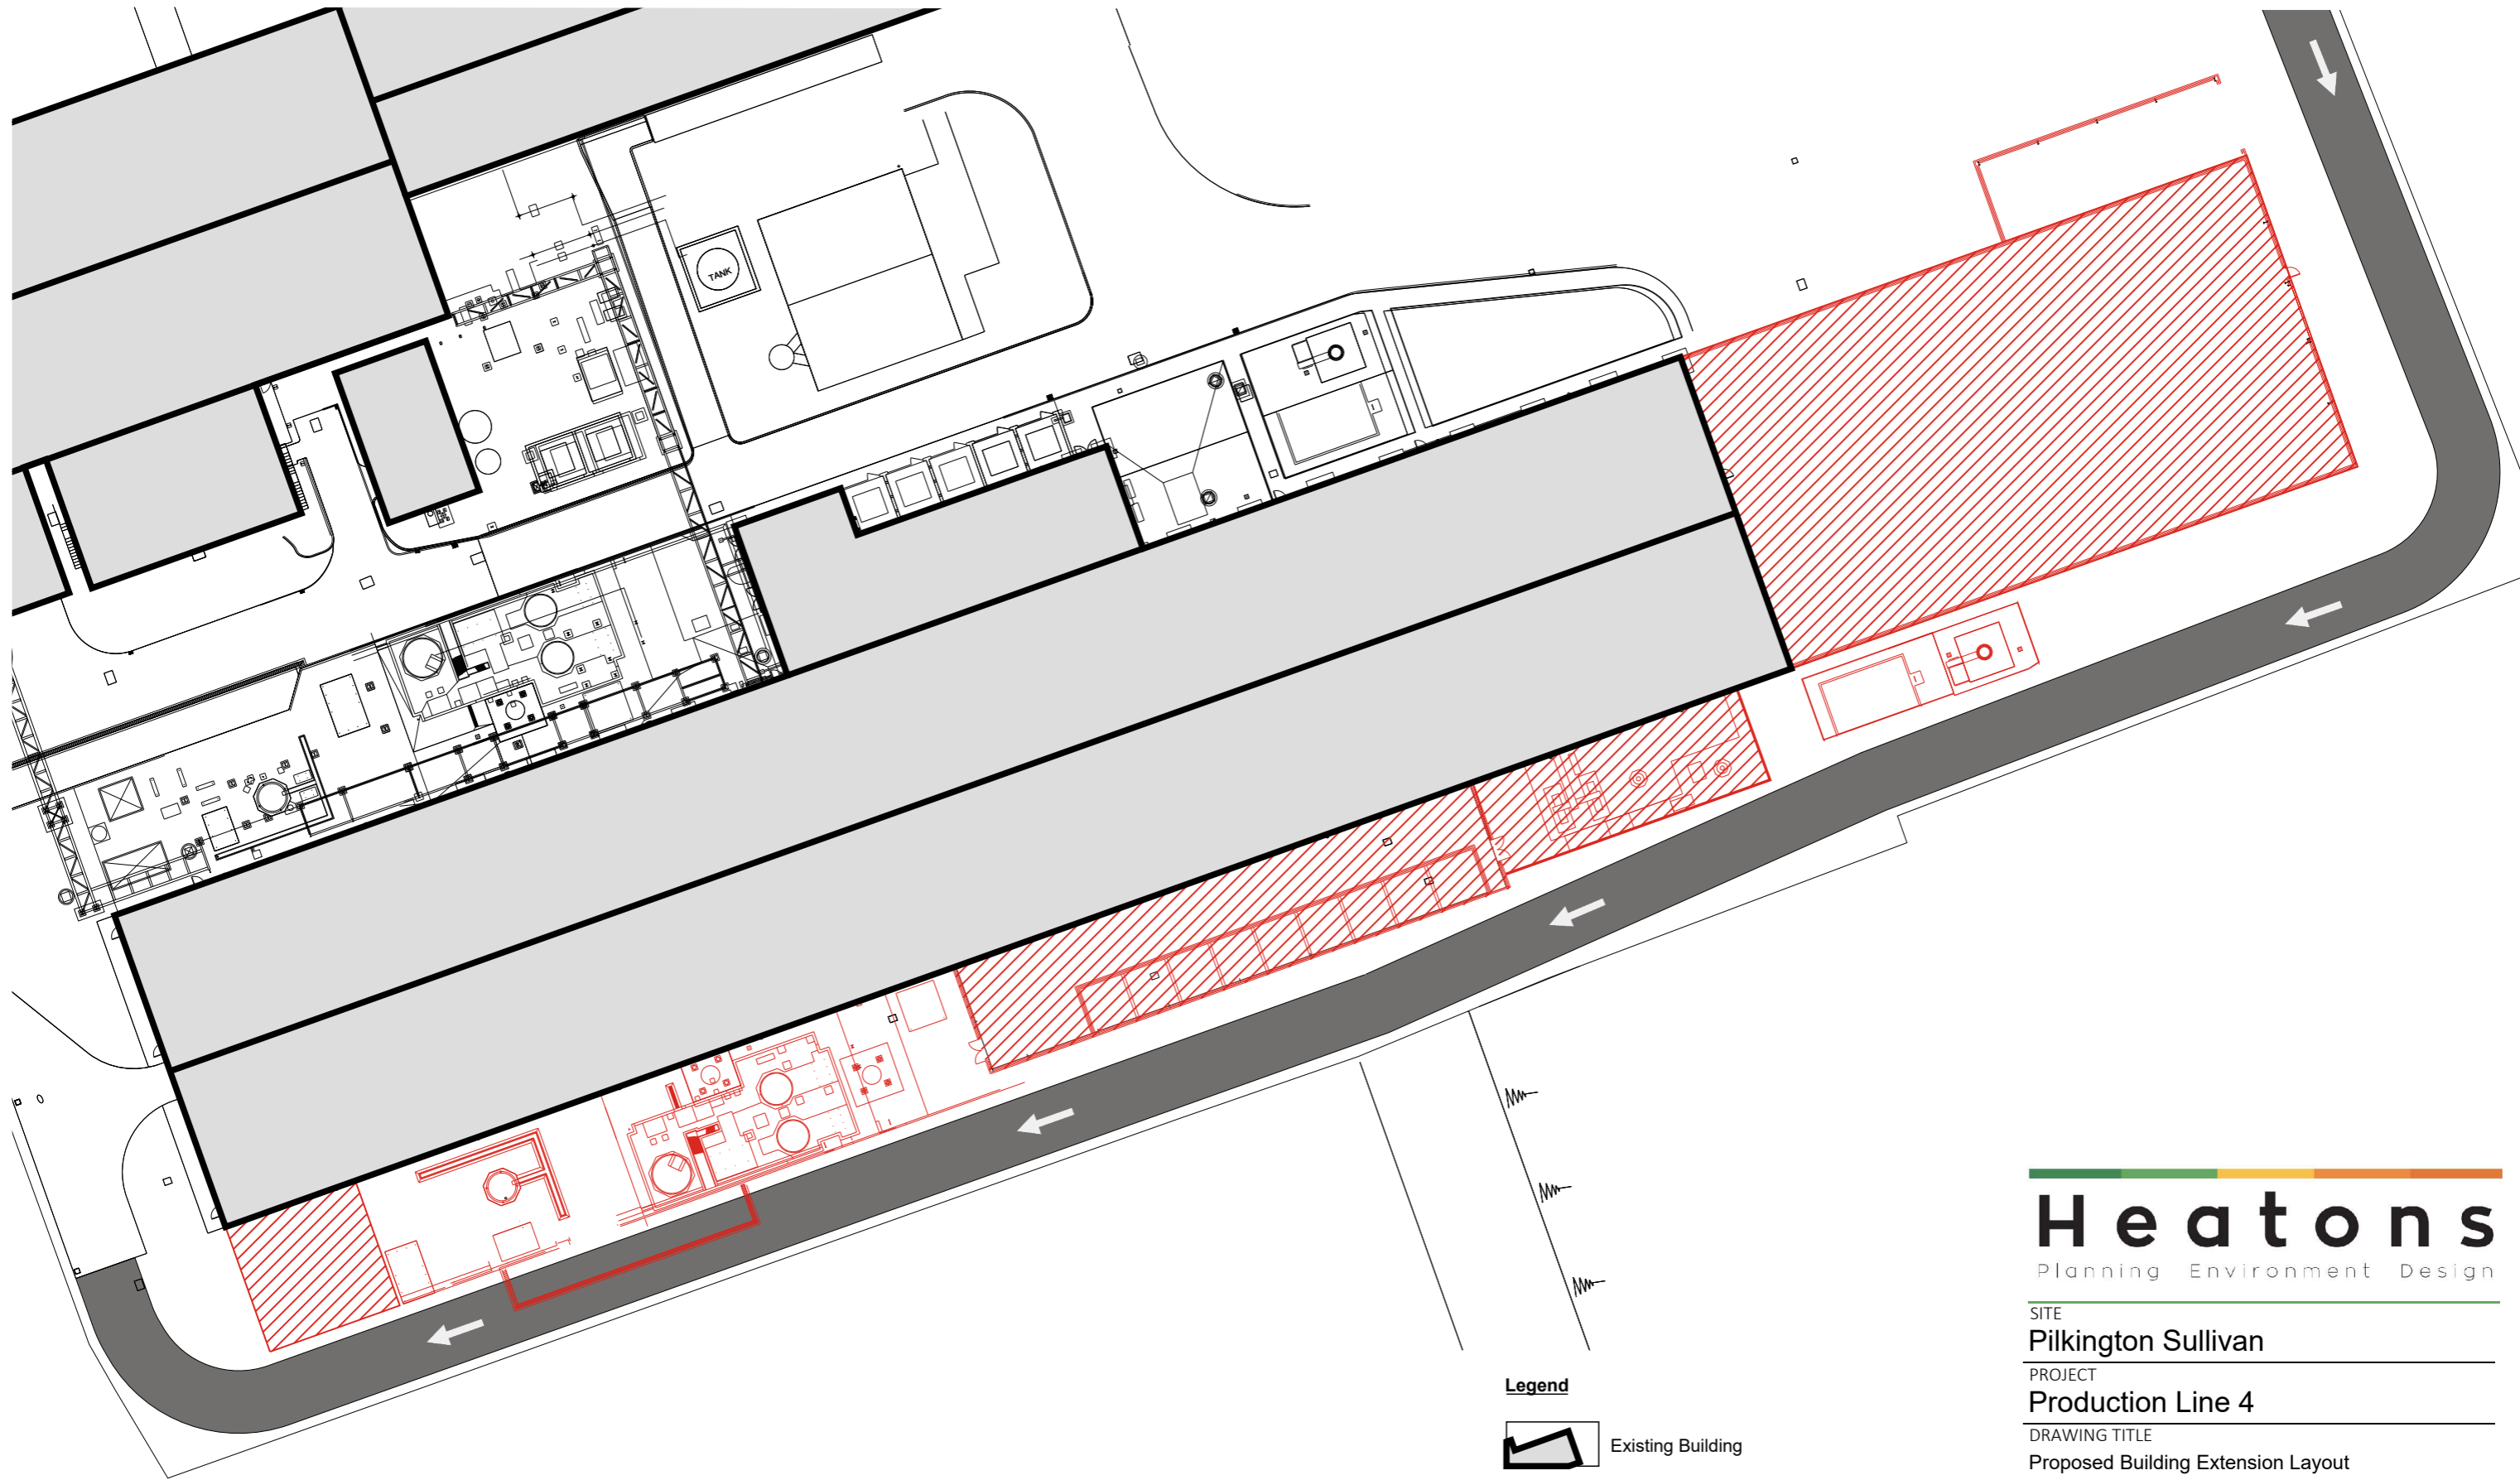 TANK
Legend
Existing Building
Heatons
Planning Environment Design
SITE
Pilkington Sullivan
PROJECT
Production Line 4
DRAWING TITLE
Proposed Building Extension Layout